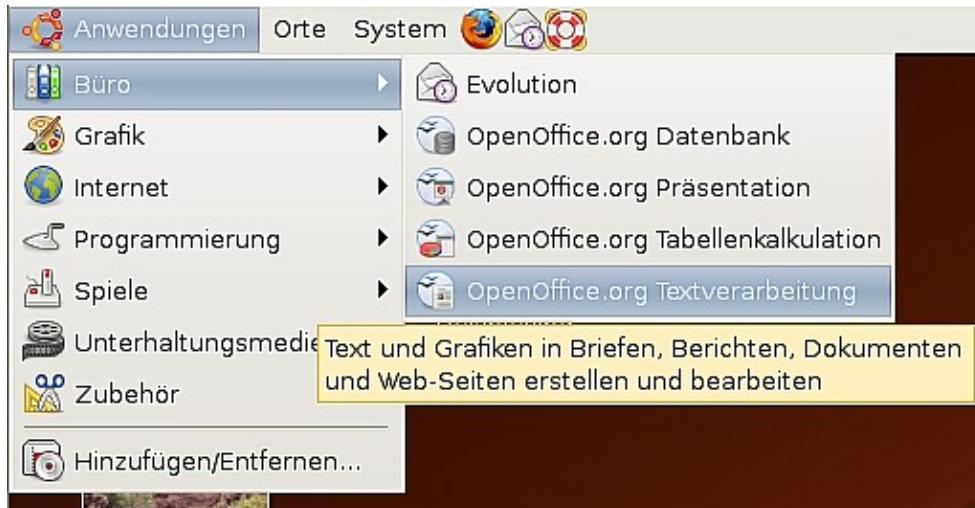 Anwendungen Orte System
Büro
Grafik
Internet
Programmierung
Spiele
Unterhaltungsmedie
Zubehör
Hinzufügen/Entfernen...
Evolution
OpenOffice.org Datenbank
OpenOffice.org Präsentation
OpenOffice.org Tabellenkalkulation
OpenOffice.org Textverarbeitung
Text und Grafiken in Briefen, Berichten, Dokumenten
und Web-Seiten erstellen und bearbeiten